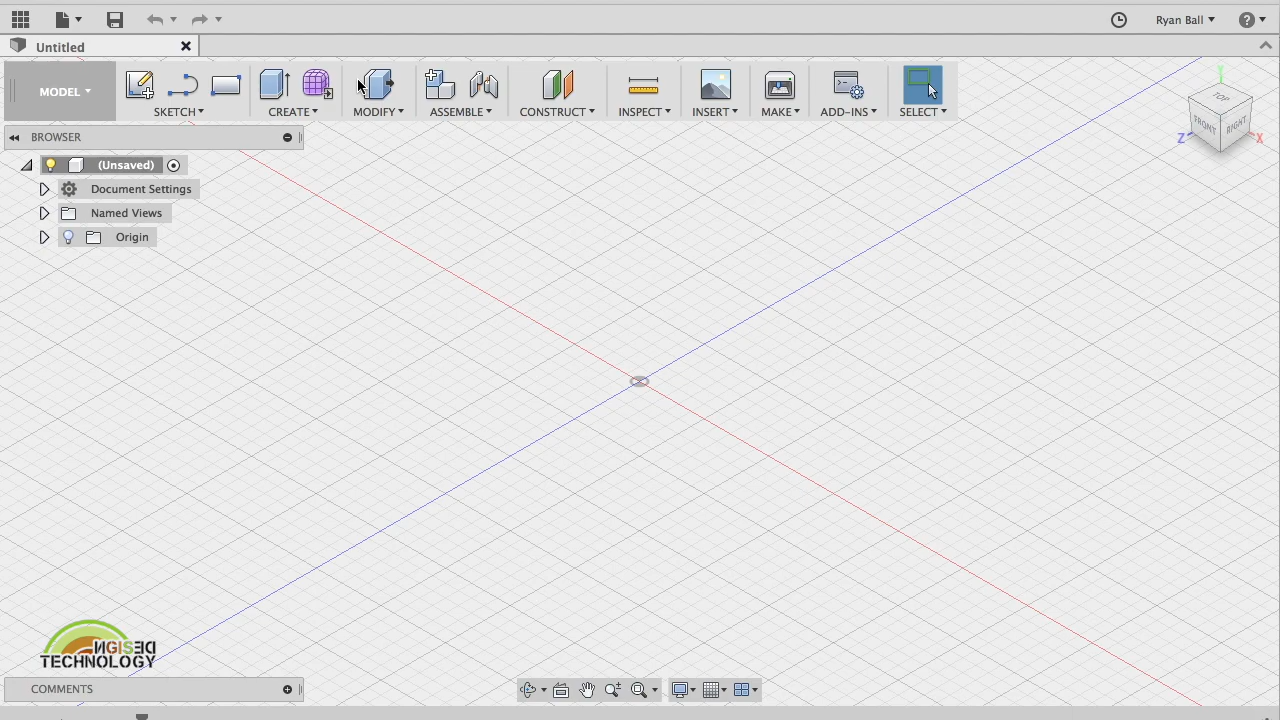 Ryan Ball
Untitled
MODEL
SKETCH
CREATE
MODIFY
ASSEMBLE
CONSTRUCT
INSPECT
INSERT
MAKE
ADD-INS
SELECT
BROWSER
(Unsaved)
Document Settings
Named Views
Origin
Y
TOP
FRONT
RIGHT
Z
X
DESIGN
TECHNOLOGY
COMMENTS